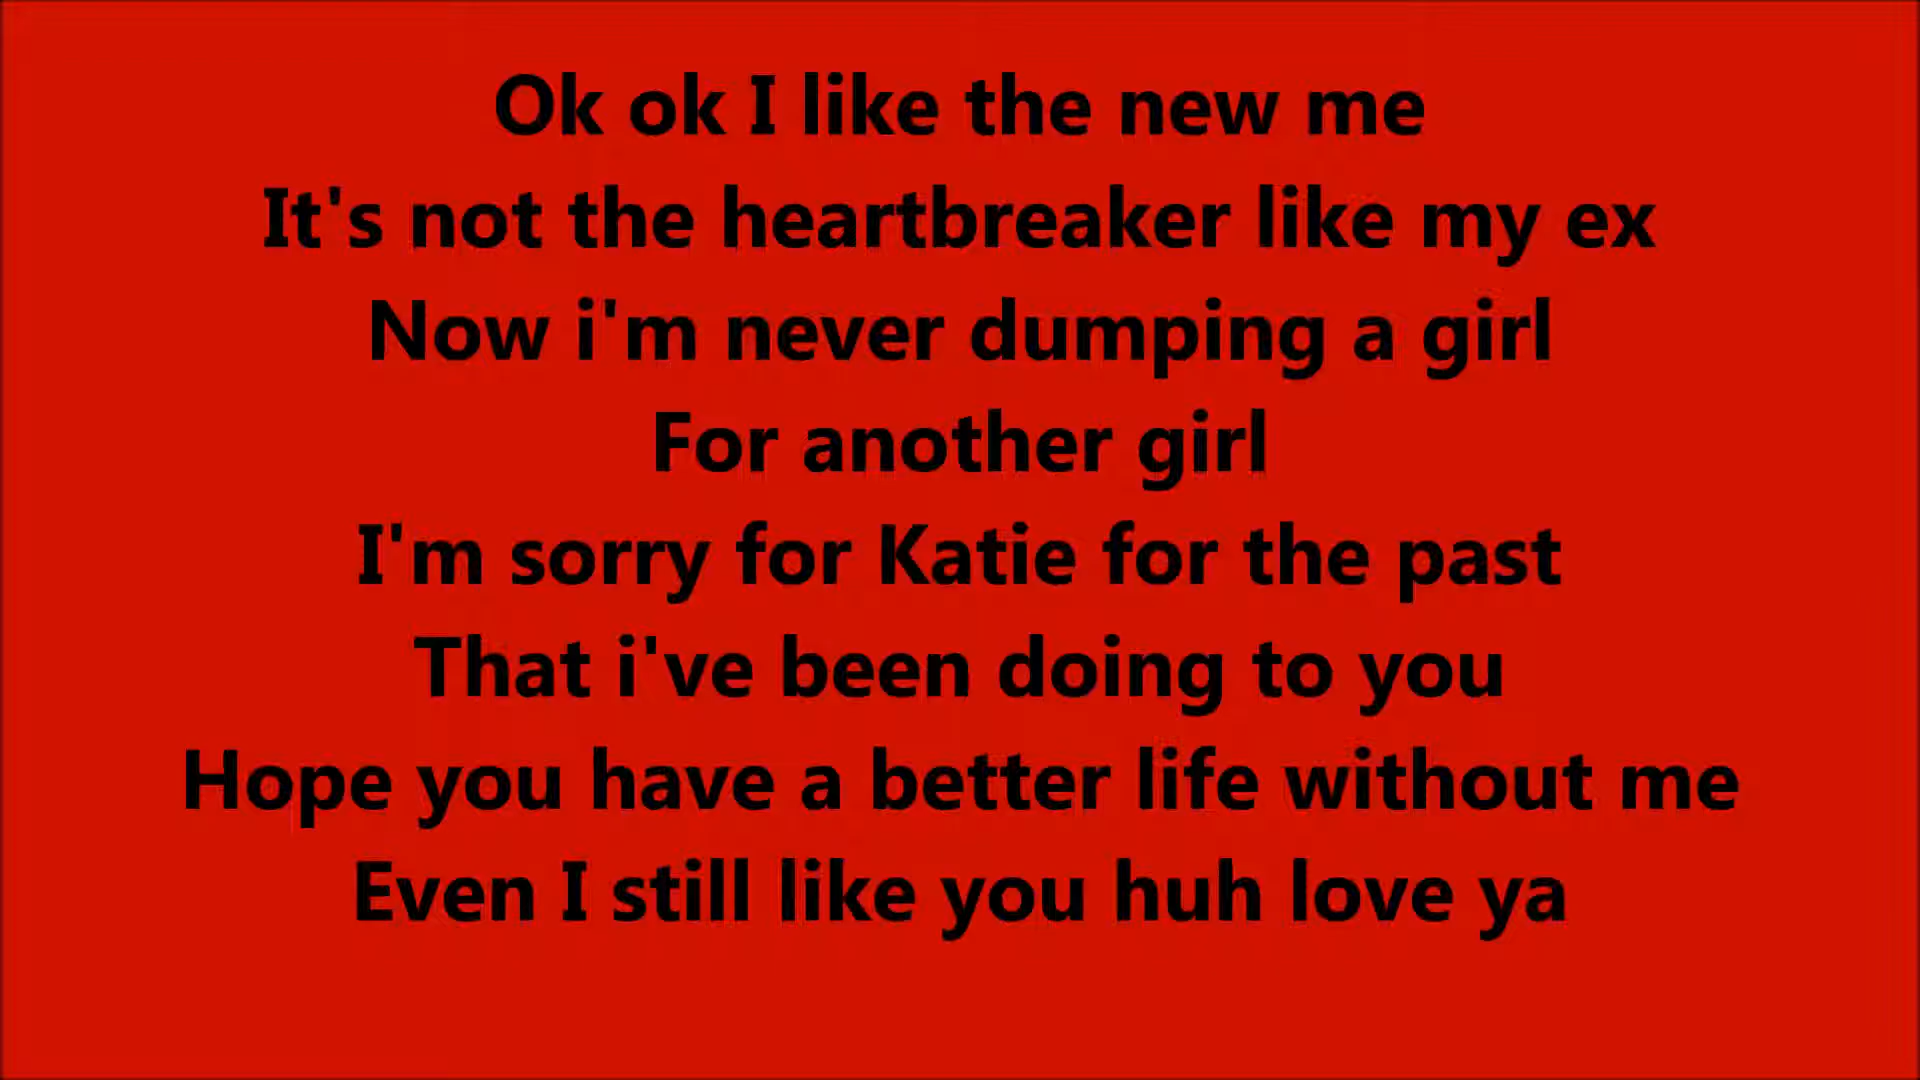 Ok ok I like the new me
It's not the heartbreaker like my ex
Now i'm never dumping a girl
For another girl
I'm sorry for Katie for the past
That i've been doing to you
Hope you have a better life without me
Even I still like you huh love ya